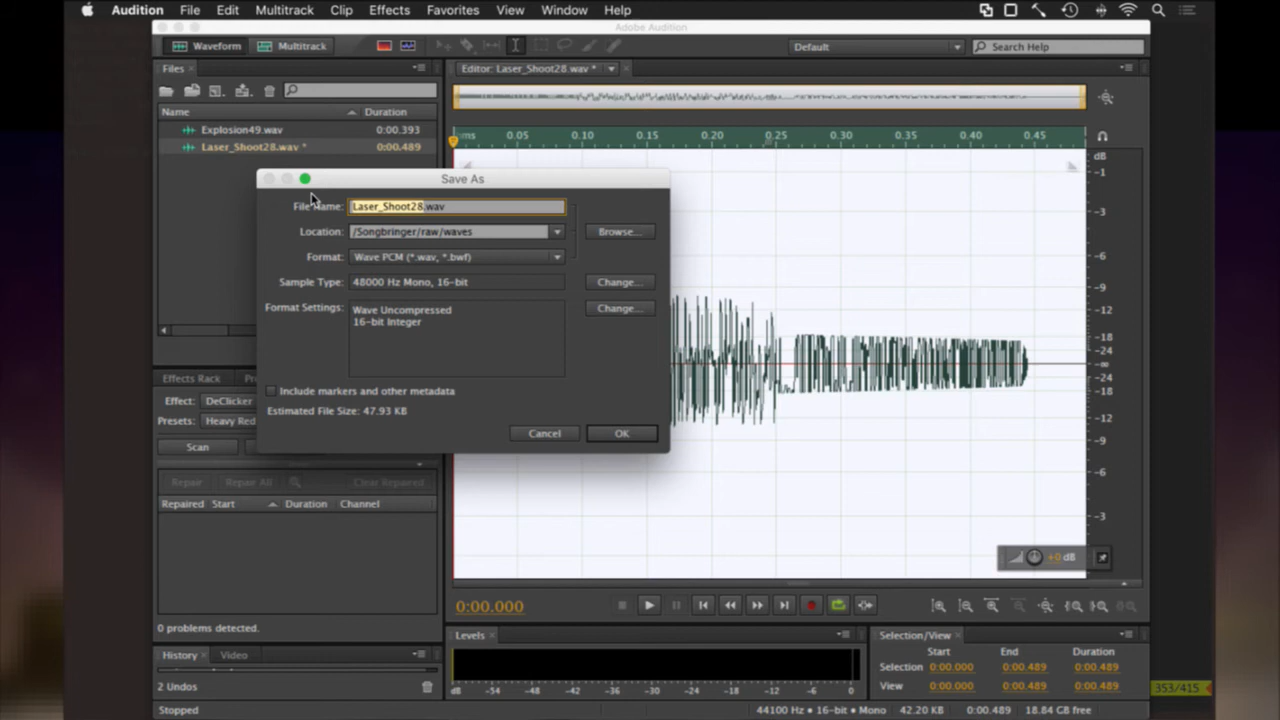 Audition File Edit Multitrack Clip Effects Favorites View Window Help
Adobe Audition
Waveform Multitrack Default Search Help
Files × Editor: Laser_Shoot28.wav * ×
Name Duration
Explosion49.wav 0:00.393
Laser_Shoot28.wav * 0:00.489
hms 0.05 0.10 0.15 0.20 0.25 0.30 0.35 0.40 0.45
dB
-1
-3
-6
-9
-12
-18
-24
-∞
-24
-18
-12
-9
-6
-3
Save As
File Name: Laser_Shoot28.wav
Location: /Songbringer/raw/waves Browse...
Format: Wave PCM (*.wav, *.bwf)
Sample Type: 48000 Hz Mono, 16-bit Change...
Format Settings: Wave Uncompressed Change...
16-bit Integer
Include markers and other metadata
Estimated File Size: 47.93 KB
Cancel OK
Effects Rack
Effect: DeClicker
Presets: Heavy Red
Scan
Repair Repair All Clear Repaired
Repaired Start Duration Channel
+0 dB
0 problems detected.
0:00.000
History × Video
2 Undos
Levels ×
dB -54 -48 -42 -36 -30 -24 -18 -12 -6 0
Selection/View ×
Start End Duration
Selection 0:00.000 0:00.489 0:00.489
View 0:00.000 0:00.489 0:00.489
353/415
Stopped 44100 Hz • 16-bit • Mono 42.20 KB 0:00.489 18.84 GB free